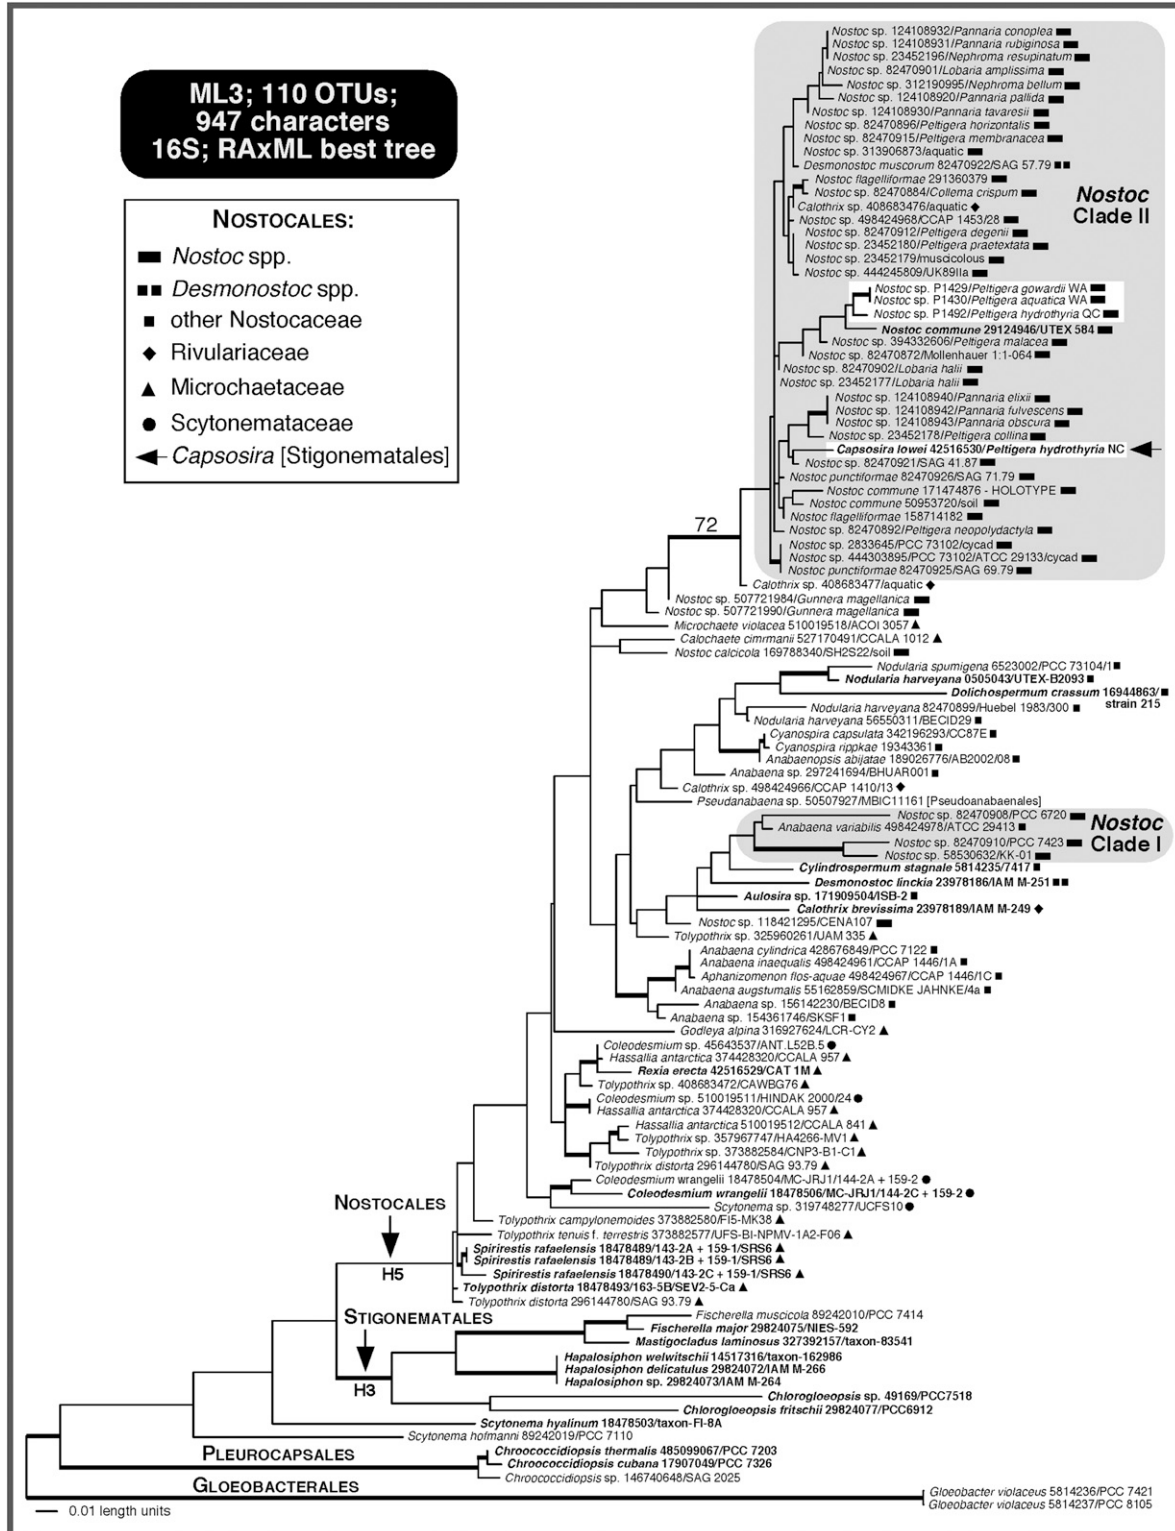 ML3; 110 OTUs;
947 characters
16S; RAxML best tree
NOSTOCALES:
Nostoc spp.
Desmonostoc spp.
other Nostocaceae
Rivulariaceae
Microchaetaceae
Scytonemataceae
Capsosira [Stigonematales]
Nostoc sp. 124108932/Pannaria conoplea
Nostoc sp. 124108931/Pannaria rubiginosa
Nostoc sp. 23452196/Nephroma resupinatum
Nostoc sp. 82470901/Lobaria amplissima
Nostoc sp. 312190995/Nephroma bellum
Nostoc sp. 124108920/Pannaria pallida
Nostoc sp. 124108930/Pannaria tavaresii
Nostoc sp. 82470896/Peltigera horizontalis
Nostoc sp. 82470915/Peltigera membranacea
Nostoc sp. 313906873/aquatic
Desmonostoc muscorum 82470922/SAG 57.79
Nostoc flagelliformae 291360379
Nostoc sp. 82470884/Collema crispum
Calothrix sp. 408683476/aquatic
Nostoc sp. 498424968/CCAP 1453/28
Nostoc sp. 82470912/Peltigera degenii
Nostoc sp. 23452180/Peltigera praetextata
Nostoc sp. 23452179/muscicolous
Nostoc sp. 444245809/UK89IIa
Nostoc
Clade II
Nostoc sp. P1429/Peltigera gowardii WA
Nostoc sp. P1430/Peltigera aquatica WA
Nostoc sp. P1492/Peltigera hydrothyria QC
Nostoc commune 29124946/UTEX 584
Nostoc sp. 394332606/Peltigera malacea
Nostoc sp. 82470872/Mollenhauer 1:1-064
Nostoc sp. 82470902/Lobaria halii
Nostoc sp. 23452177/Lobaria halii
Nostoc sp. 124108940/Pannaria elixii
Nostoc sp. 124108942/Pannaria fulvescens
Nostoc sp. 124108943/Pannaria obscura
Nostoc sp. 23452178/Peltigera collina
Capsosira lowei 42516530/Peltigera hydrothyria NC
Nostoc sp. 82470921/SAG 41.87
Nostoc punctiformae 82470926/SAG 71.79
Nostoc commune 171474876 - HOLOTYPE
Nostoc commune 50953720/soil
Nostoc flagelliformae 158714182
Nostoc sp. 82470892/Peltigera neopolydactyla
72
Nostoc sp. 2833645/PCC 73102/cycad
Nostoc sp. 444303895/PCC 73102/ATCC 29133/cycad
Nostoc punctiformae 82470925/SAG 69.79
Calothrix sp. 408683477/aquatic
Nostoc sp. 507721984/Gunnera magellanica
Nostoc sp. 507721990/Gunnera magellanica
Microchaete violacea 510019518/ACOI 3057
Calochaete cimrmanii 527170491/CCALA 1012
Nostoc calcicola 169788340/SH2S22/soil
Nodularia spumigena 6523002/PCC 73104/1
Nodularia harveyana 0505043/UTEX-B2093
Dolichospermum crassum 16944863/
strain 215
Nodularia harveyana 82470899/Huebel 1983/300
Nodularia harveyana 56550311/BECID29
Cyanospira capsulata 342196293/CC87E
Cyanospira rippkae 19343361
Anabaenopsis abijatae 189026776/AB2002/08
Anabaena sp. 297241694/BHUAR001
Calothrix sp. 498424966/CCAP 1410/13
Pseudanabaena sp. 50507927/MBIC11161 [Pseudoanabaenales]
Nostoc sp. 82470908/PCC 6720
Anabaena variabilis 498424978/ATCC 29413
Nostoc sp. 82470910/PCC 7423
Nostoc sp. 58530632/KK-01
Nostoc
Clade I
Cylindrospermum stagnale 5814235/7417
Desmonostoc linckia 23978186/IAM M-251
Aulosira sp. 171909504/ISB-2
Calothrix brevissima 23978189/IAM M-249
Nostoc sp. 118421295/CENA107
Tolypothrix sp. 325960261/UAM 335
Anabaena cylindrica 428676849/PCC 7122
Anabaena inaequalis 498424961/CCAP 1446/1A
Aphanizomenon flos-aquae 498424967/CCAP 1446/1C
Anabaena augstumalis 55162859/SCMIDKE JAHNKE/4a
Anabaena sp. 156142230/BECID8
Anabaena sp. 154361746/SKSF1
Godleya alpina 316927624/LCR-CY2
Coleodesmium sp. 45643537/ANT.L52B.5
Hassallia antarctica 374428320/CCALA 957
Rexia erecta 42516529/CAT 1M
Tolypothrix sp. 408683472/CAWBG76
Coleodesmium sp. 510019511/HINDAK 2000/24
Hassallia antarctica 374428320/CCALA 957
Hassallia antarctica 510019512/CCALA 841
Tolypothrix sp. 357967747/HA4266-MV1
Tolypothrix sp. 373882584/CNP3-B1-C1
Tolypothrix distorta 296144780/SAG 93.79
Coleodesmium wrangelii 18478504/MC-JRJ1/144-2A + 159-2
Coleodesmium wrangelii 18478506/MC-JRJ1/144-2C + 159-2
Scytonema sp. 319748277/UCFS10
NOSTOCALES
H5
Tolypothrix campylonemoides 373882580/FI5-MK38
Tolypothrix tenuis f. terrestris 373882577/UFS-BI-NPMV-1A2-F06
Spirirestis rafaelensis 18478489/143-2A + 159-1/SRS6
Spirirestis rafaelensis 18478489/143-2B + 159-1/SRS6
Spirirestis rafaelensis 18478490/143-2C + 159-1/SRS6
Tolypothrix distorta 18478493/163-5B/SEV2-5-Ca
Tolypothrix distorta 296144780/SAG 93.79
STIGONEMATALES
H3
Fischerella muscicola 89242010/PCC 7414
Fischerella major 29824075/NIES-592
Mastigocladus laminosus 327392157/taxon-83541
Hapalosiphon welwitschii 14517316/taxon-162986
Hapalosiphon delicatulus 29824072/IAM M-266
Hapalosiphon sp. 29824073/IAM M-264
Chlorogloeopsis sp. 49169/PCC7518
Chlorogloeopsis fritschii 29824077/PCC6912
Scytonema hyalinum 18478503/taxon-FI-8A
Scytonema hofmanni 89242019/PCC 7110
PLEUROCAPSALES
Chroococcidiopsis thermalis 485099067/PCC 7203
Chroococcidiopsis cubana 17907049/PCC 7326
Chroococcidiopsis sp. 146740648/SAG 2025
GLOEOBACTERALES
Gloeobacter violaceus 5814236/PCC 7421
Gloeobacter violaceus 5814237/PCC 8105
0.01 length units